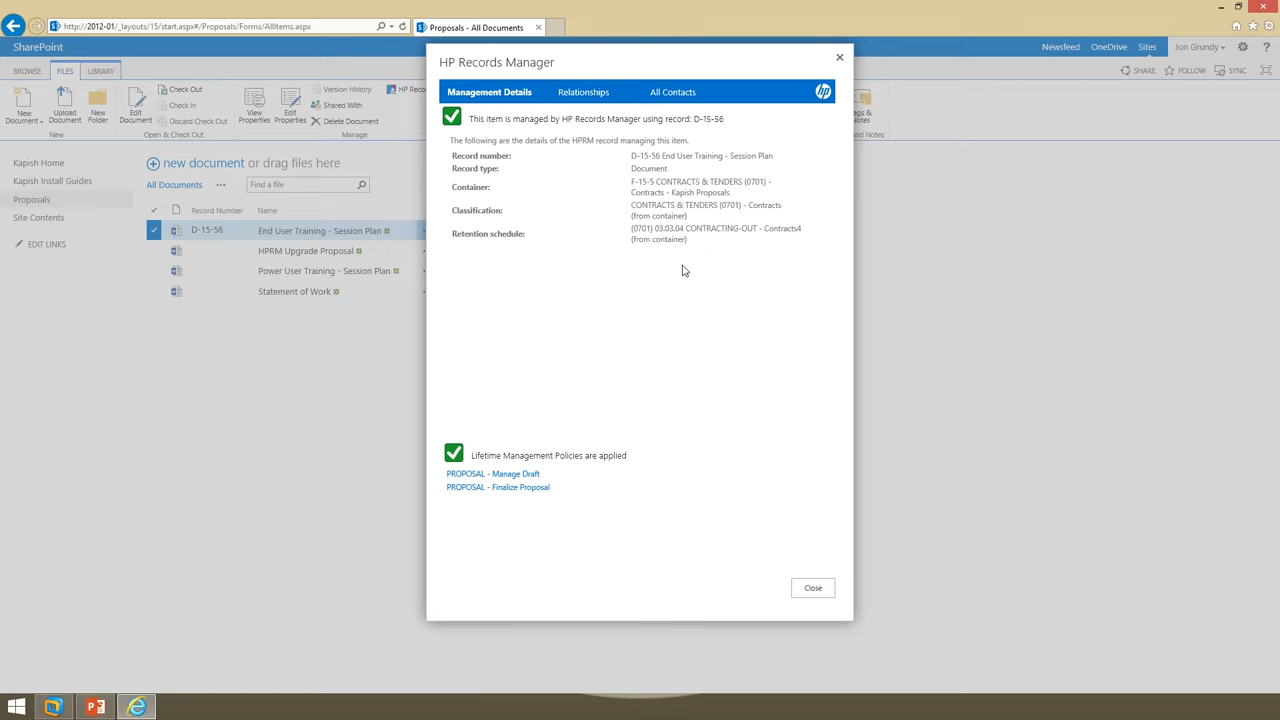 http://2012-01/_layouts/15/start.aspx#/Proposals/Forms/AllItems.aspx
Proposals - All Documents
SharePoint
Newsfeed OneDrive Sites Jon Grundy
BROWSE FILES LIBRARY
SHARE FOLLOW SYNC
New Document
Upload Document
New Folder
New
Edit Document
Check Out
Check In
Discard Check Out
Open & Check Out
View Properties
Edit Properties
Version History
Shared With
Delete Document
Manage
HP Reco
Kapish Home
Kapish Install Guides
Proposals
Site Contents
EDIT LINKS
new document or drag files here
All Documents ... Find a file
Record Number Name
D-15-56 End User Training - Session Plan
HPRM Upgrade Proposal
Power User Training - Session Plan
Statement of Work
HP Records Manager
Management Details Relationships All Contacts
hp
This item is managed by HP Records Manager using record: D-15-56
The following are the details of the HPRM record managing this item.
Record number: D-15-56 End User Training - Session Plan
Record type: Document
Container: F-15-5 CONTRACTS & TENDERS (0701) -
Contracts - Kapish Proposals
Classification: CONTRACTS & TENDERS (0701) - Contracts
(from container)
Retention schedule: (0701) 03.03.04 CONTRACTING-OUT - Contracts4
(from container)
Lifetime Management Policies are applied
PROPOSAL - Manage Draft
PROPOSAL - Finalize Proposal
Close